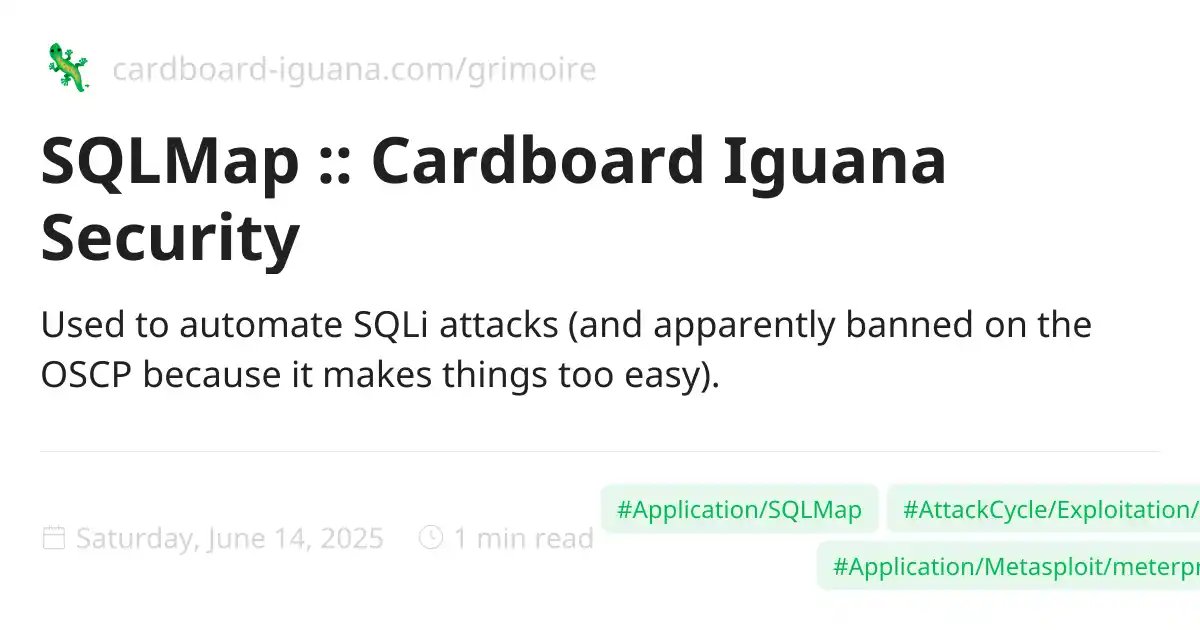 cardboard-iguana.com/grimoire
SQLMap :: Cardboard Iguana
Security
Used to automate SQLi attacks (and apparently banned on the
OSCP because it makes things too easy).
#Application/SQLMap #AttackCycle/Exploitation/
Saturday, June 14, 2025 1 min read
#Application/Metasploit/meterpr